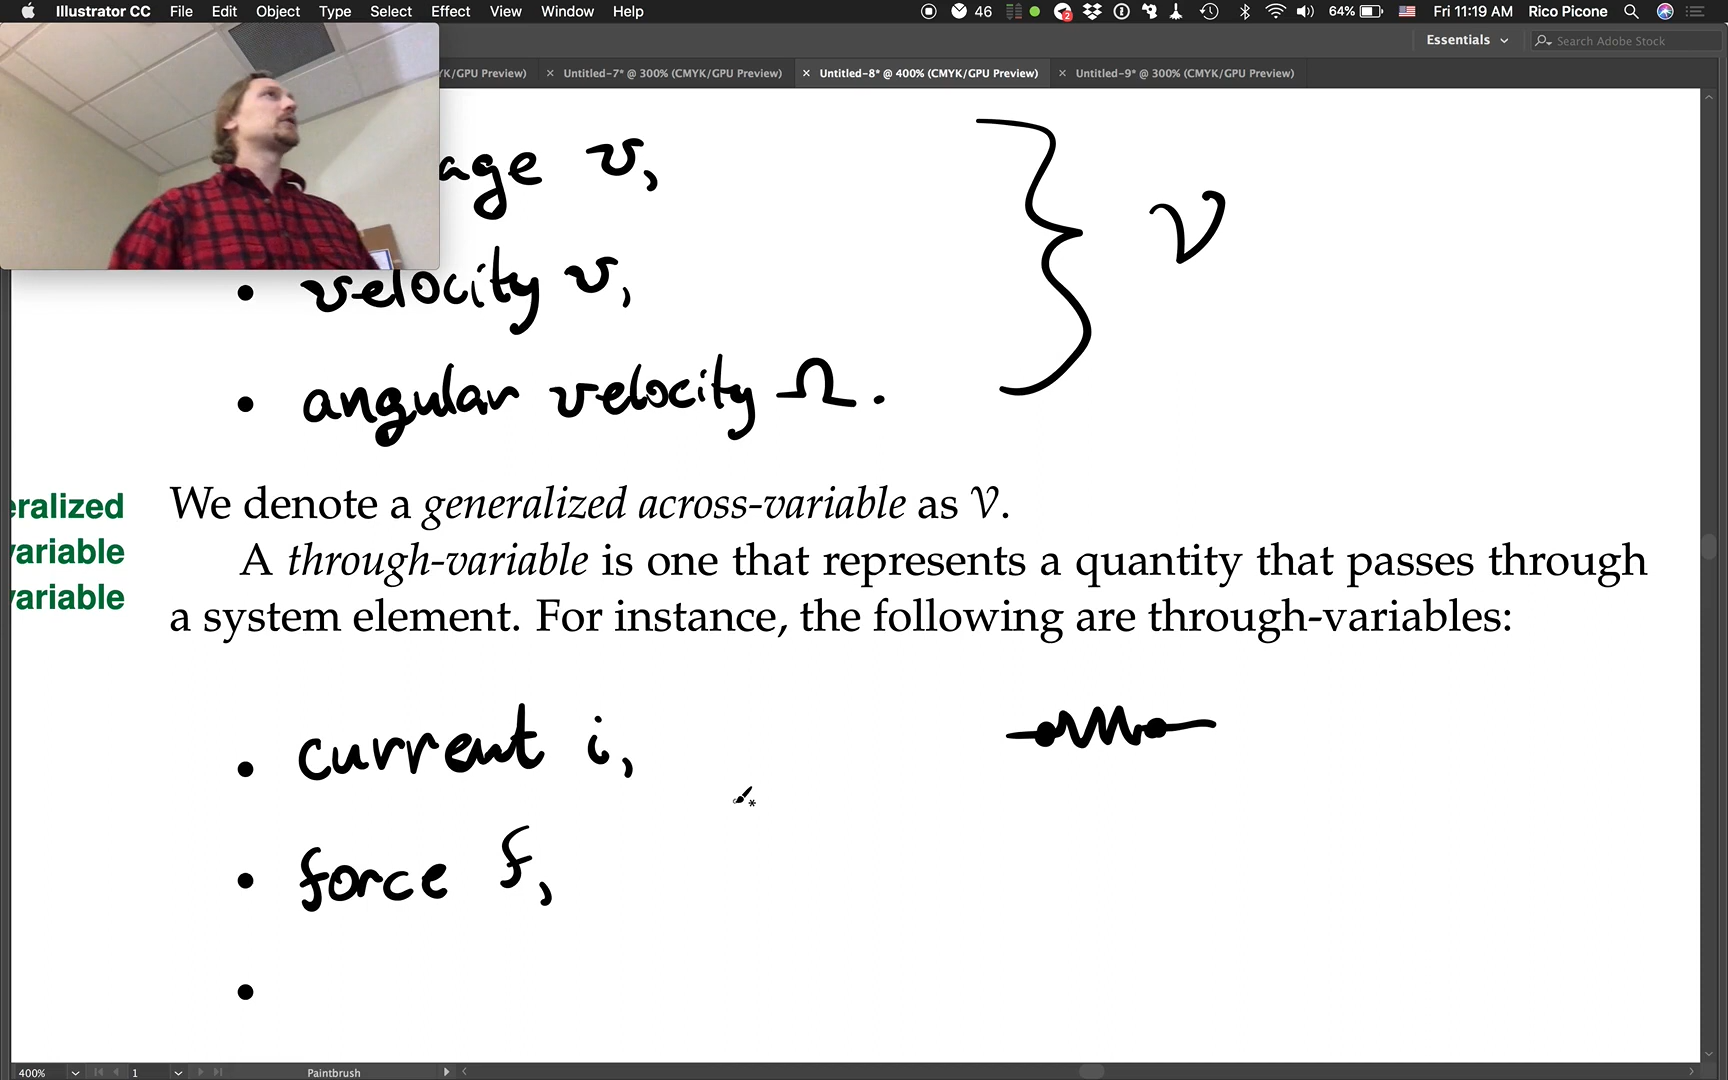 Illustrator CC File Edit Object Type Select Effect View Window Help 46 2 64% Fri 11:19 AM Rico Picone
Essentials Search Adobe Stock
YK/GPU Preview) × Untitled-7* @ 300% (CMYK/GPU Preview) × Untitled-8* @ 400% (CMYK/GPU Preview) × Untitled-9* @ 300% (CMYK/GPU Preview)
age v,
• velocity v,
• angular velocity Ω.
V
eralized
variable
variable
We denote a generalized across-variable as 𝒱.
A through-variable is one that represents a quantity that passes through
a system element. For instance, the following are through-variables:
• current i,
• force f,
•
400% 1 Paintbrush